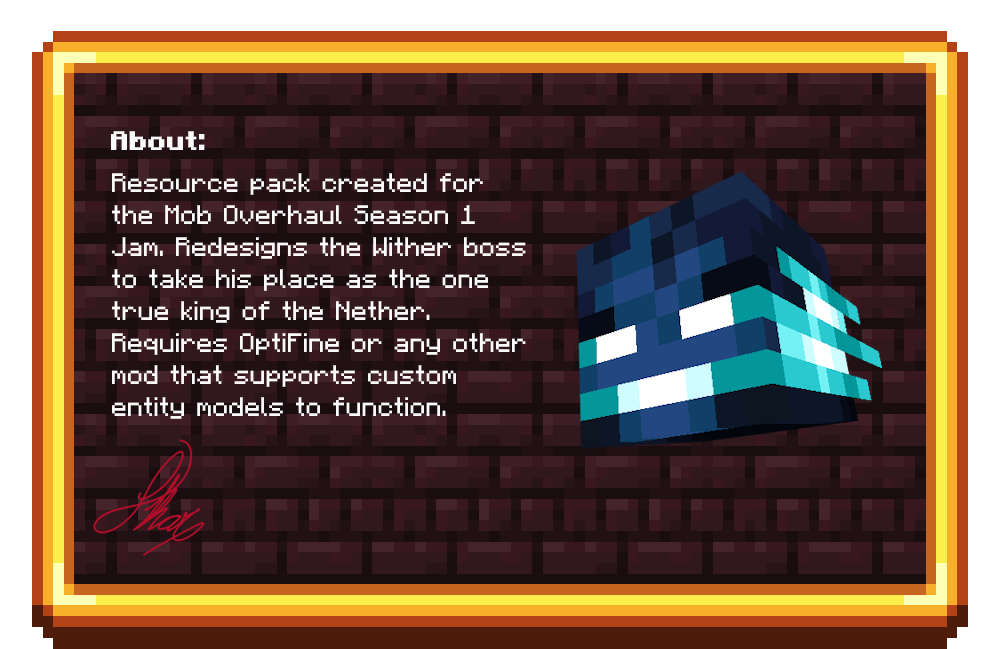 About:
Resource pack created for
the Mob Overhaul Season 1
Jam. Redesigns the Wither boss
to take his place as the one
true king of the Nether.
Requires OptiFine or any other
mod that supports custom
entity models to function.